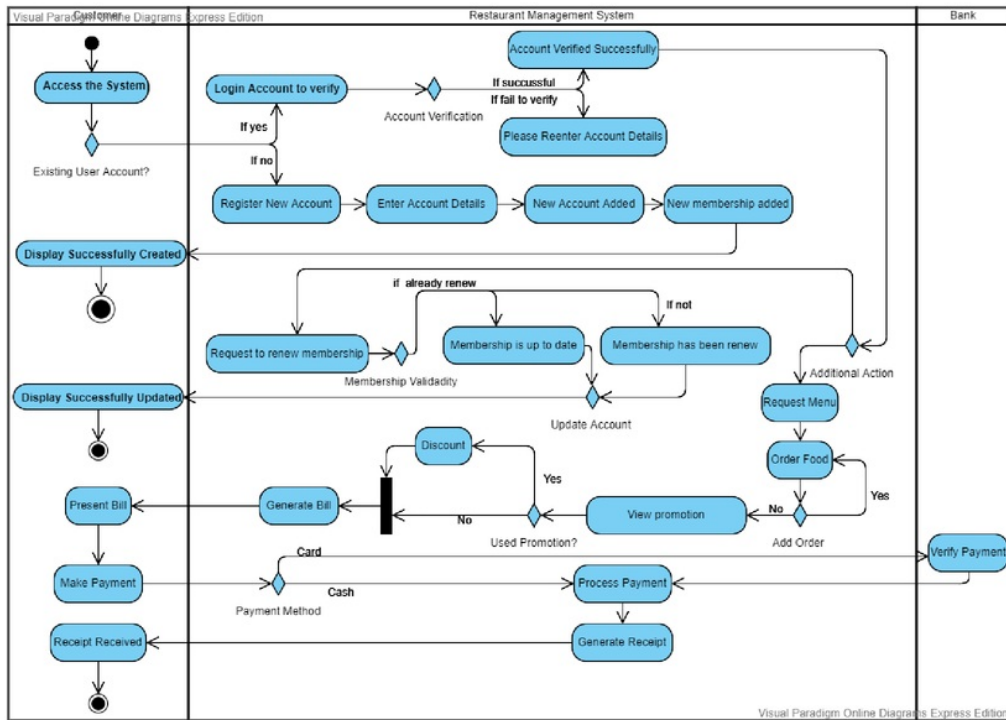 Visual Paradigm Online Diagrams Express Edition
Customer
Restaurant Management System
Bank
Access the System
Existing User Account?
If yes
If no
Login Account to verify
Account Verification
If succussful
If fail to verify
Account Verified Successfully
Please Reenter Account Details
Register New Account
Enter Account Details
New Account Added
New membership added
Display Successfully Created
if already renew
If not
Request to renew membership
Membership Validadity
Membership is up to date
Membership has been renew
Additional Action
Display Successfully Updated
Update Account
Request Menu
Discount
Order Food
Yes
Yes
Present Bill
Generate Bill
No
Used Promotion?
View promotion
No
Add Order
Card
Verify Payment
Make Payment
Cash
Payment Method
Process Payment
Receipt Received
Generate Receipt
Visual Paradigm Online Diagrams Express Edition